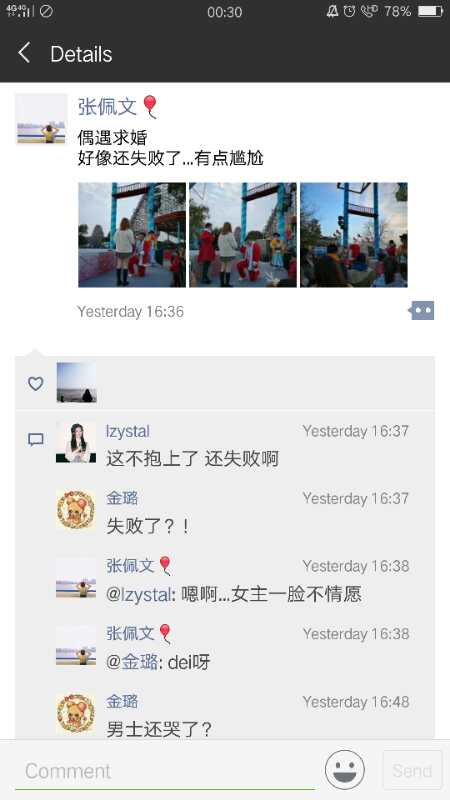 4G 4G
00:30
HD
78%
Details
张佩文
偶遇求婚
好像还失败了...有点尴尬
Yesterday 16:36
lzystal
Yesterday 16:37
这不抱上了 还失败啊
金璐
Yesterday 16:37
失败了？！
张佩文
Yesterday 16:38
@lzystal: 嗯啊...女主一脸不情愿
张佩文
Yesterday 16:38
@金璐: dei呀
金璐
Yesterday 16:48
男士还哭了？
Comment
Send